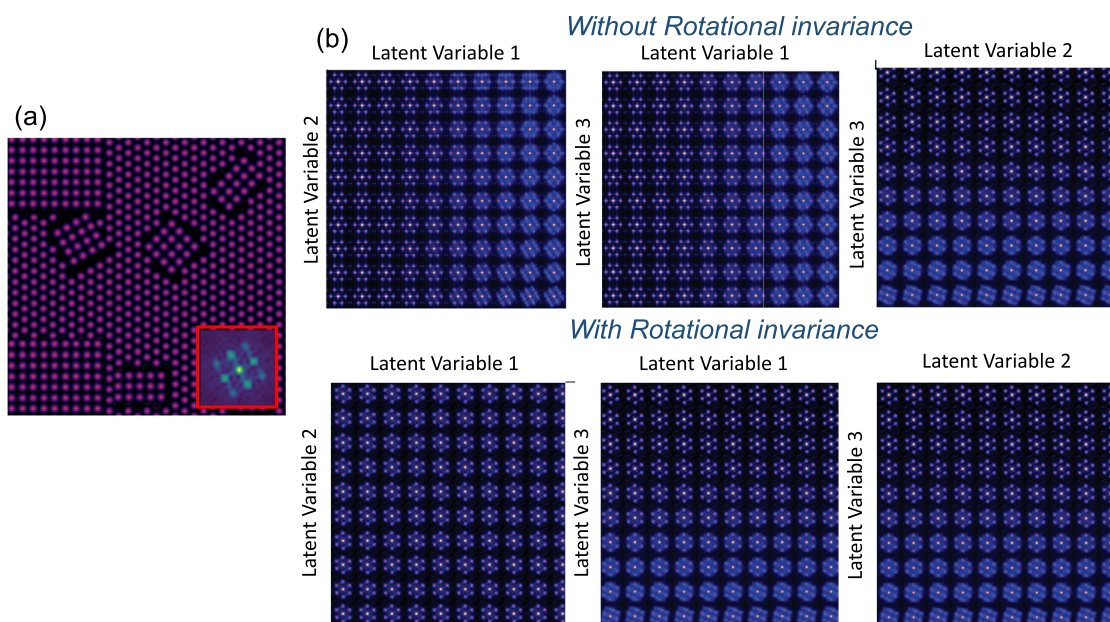 (a)
(b)
Without Rotational invariance
Latent Variable 1
Latent Variable 2
Latent Variable 1
Latent Variable 3
Latent Variable 2
Latent Variable 3
With Rotational invariance
Latent Variable 1
Latent Variable 2
Latent Variable 1
Latent Variable 3
Latent Variable 2
Latent Variable 3